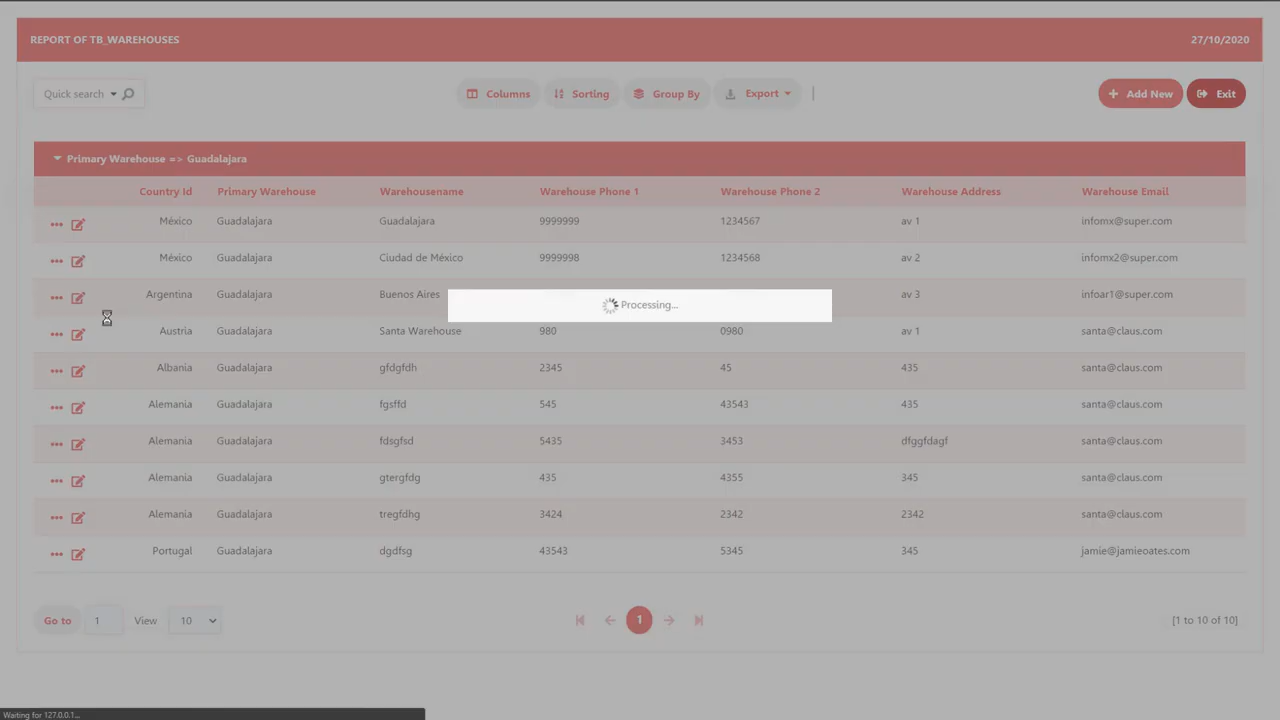 REPORT OF TB_WAREHOUSES 27/10/2020
Quick search Columns Sorting Group By Export Add New Exit
Primary Warehouse => Guadalajara
Country Id Primary Warehouse Warehousename Warehouse Phone 1 Warehouse Phone 2 Warehouse Address Warehouse Email
México Guadalajara Guadalajara 9999999 1234567 av 1 infomx@super.com
México Guadalajara Ciudad de México 9999998 1234568 av 2 infomx2@super.com
Argentina Guadalajara Buenos Aires av 3 infoar1@super.com
Processing...
Austria Guadalajara Santa Warehouse 980 0980 av 1 santa@claus.com
Albania Guadalajara gfdgfdh 2345 45 435 santa@claus.com
Alemania Guadalajara fgsffd 545 43543 435 santa@claus.com
Alemania Guadalajara fdsgfsd 5435 3453 dfggfdagf santa@claus.com
Alemania Guadalajara gtergfdg 435 4355 345 santa@claus.com
Alemania Guadalajara tregfdhg 3424 2342 2342 santa@claus.com
Portugal Guadalajara dgdfsg 43543 5345 345 jamie@jamieoates.com
Go to 1 View 10 1 [1 to 10 of 10]
Waiting for 127.0.0.1...